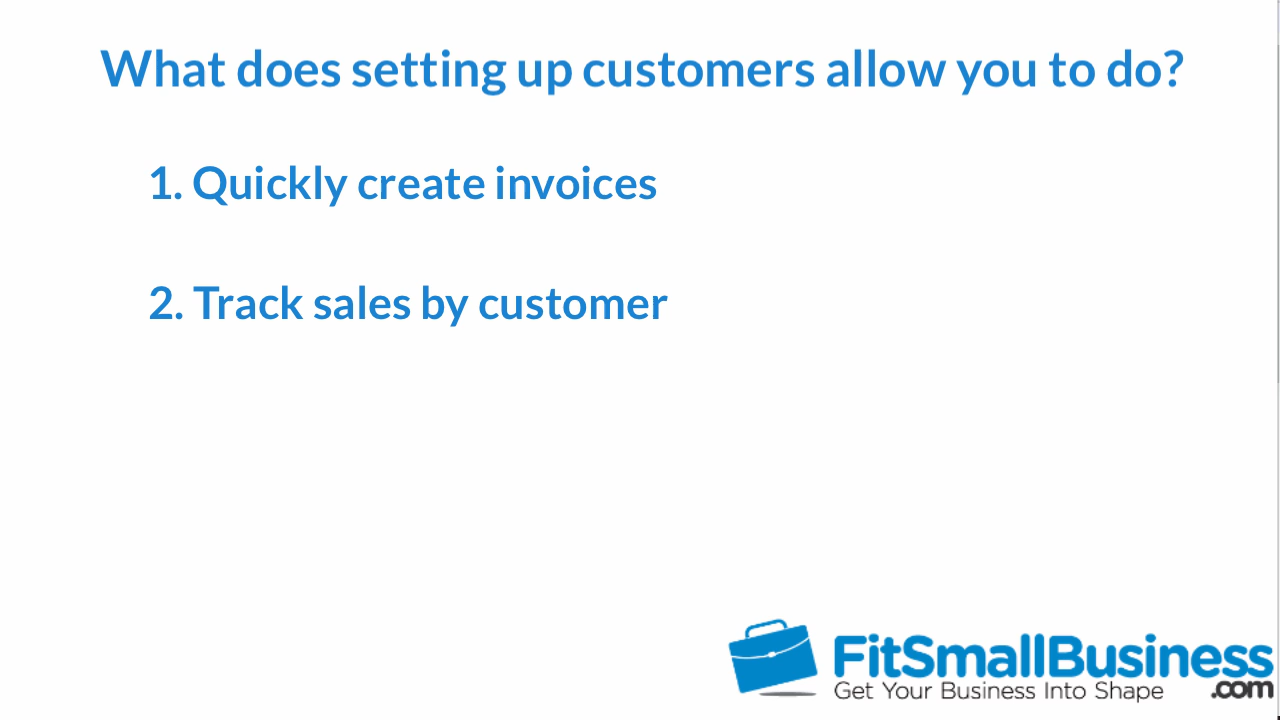 What does setting up customers allow you to do?
1. Quickly create invoices
2. Track sales by customer
FitSmallBusiness
Get Your Business Into Shape .com